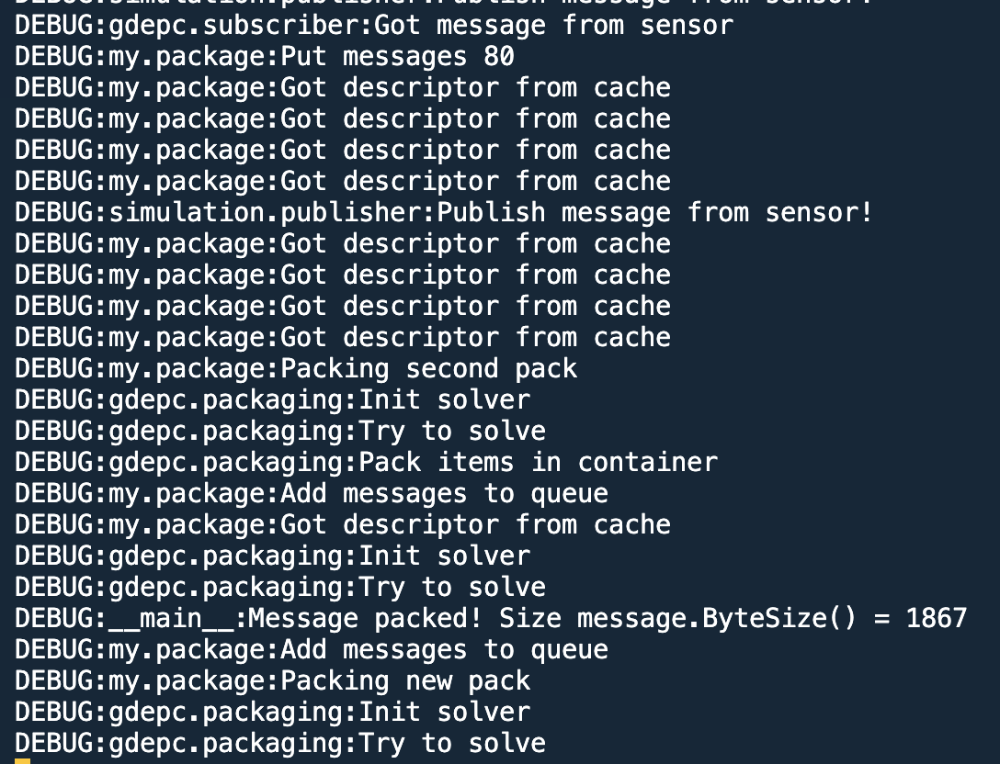 DEBUG:simulation.publisher:Publish message from sensor!
DEBUG:gdepc.subscriber:Got message from sensor
DEBUG:my.package:Put messages 80
DEBUG:my.package:Got descriptor from cache
DEBUG:my.package:Got descriptor from cache
DEBUG:my.package:Got descriptor from cache
DEBUG:my.package:Got descriptor from cache
DEBUG:simulation.publisher:Publish message from sensor!
DEBUG:my.package:Got descriptor from cache
DEBUG:my.package:Got descriptor from cache
DEBUG:my.package:Got descriptor from cache
DEBUG:my.package:Got descriptor from cache
DEBUG:my.package:Packing second pack
DEBUG:gdepc.packaging:Init solver
DEBUG:gdepc.packaging:Try to solve
DEBUG:gdepc.packaging:Pack items in container
DEBUG:my.package:Add messages to queue
DEBUG:my.package:Got descriptor from cache
DEBUG:gdepc.packaging:Init solver
DEBUG:gdepc.packaging:Try to solve
DEBUG:__main__:Message packed! Size message.ByteSize() = 1867
DEBUG:my.package:Add messages to queue
DEBUG:my.package:Packing new pack
DEBUG:gdepc.packaging:Init solver
DEBUG:gdepc.packaging:Try to solve